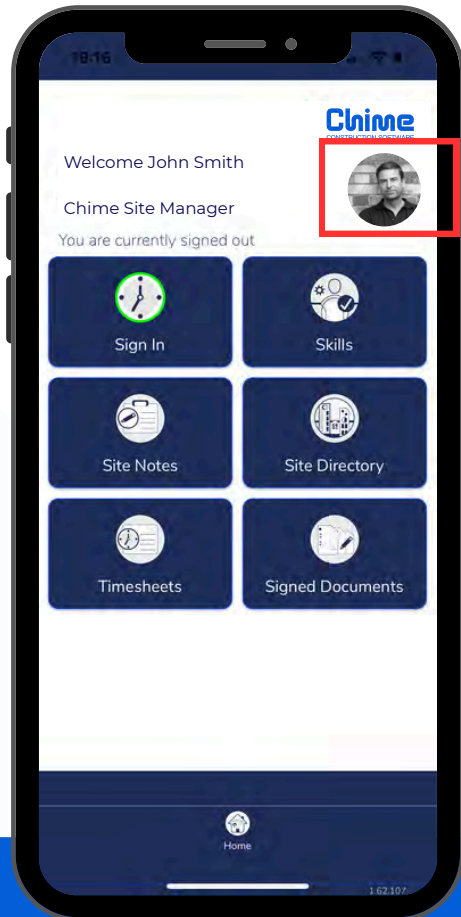 19:16
Chime
CONSTRUCTION SOFTWARE
Welcome John Smith
Chime Site Manager
You are currently signed out
Sign In
Skills
Site Notes
Site Directory
Timesheets
Signed Documents
Home
1.62.107